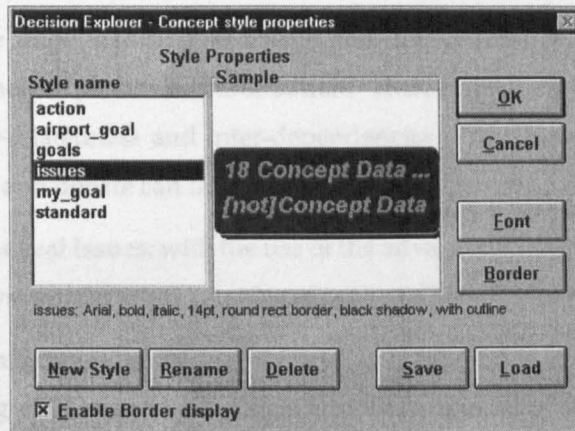 Decision Explorer - Concept style properties
Style Properties
Style name
Sample
action
airport_goal
goals
issues
my_goal
standard
18 Concept Data ...
[not]Concept Data
OK
Cancel
Font
Border
issues: Arial, bold, italic, 14pt, round rect border, black shadow, with outline
New Style
Rename
Delete
Save
Load
Enable Border display